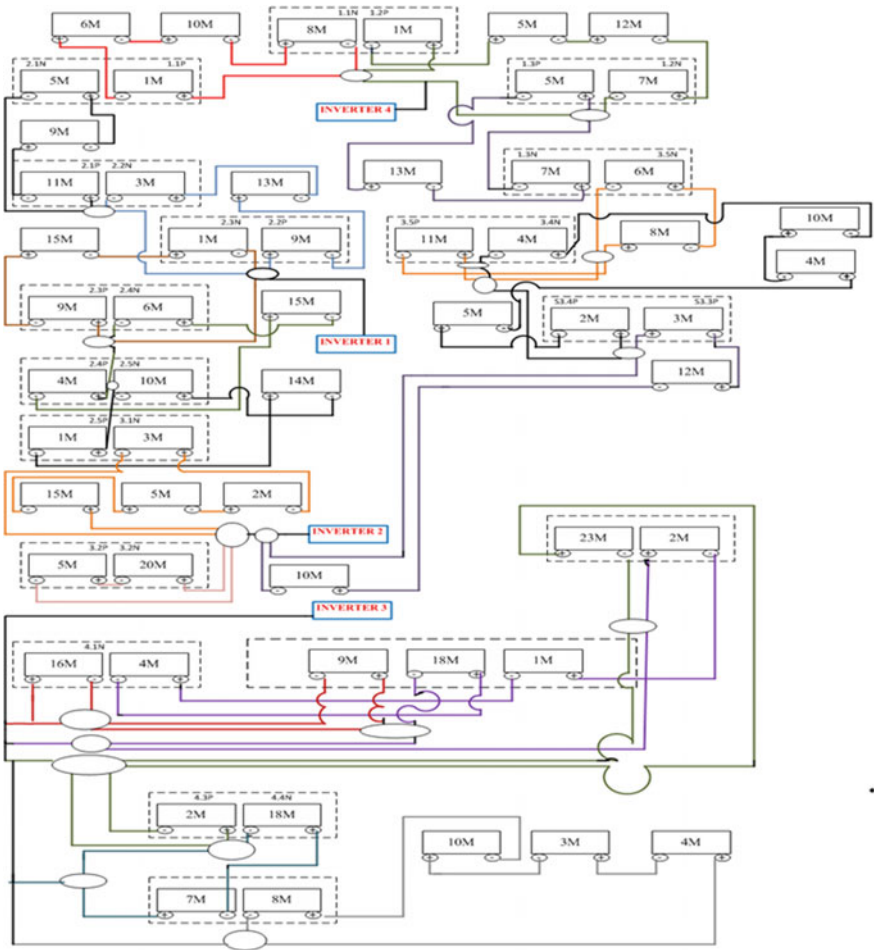 1.1N 1.2P
6M 10M 8M 1M 5M 12M
2.1N 1.1P 1.3P 1.2N
5M 1M 5M 7M
INVERTER 4
9M
1.3N 3.5N
2.1P 2.2N 13M 7M 6M
11M 3M 13M
2.3N 2.2P 3.5P 3.4N 10M
15M 1M 9M 11M 4M 8M
4M
2.3P 2.4N 15M
9M 6M 5M S3.4P S3.3P
2M 3M
INVERTER 1
2.4P 2.5N 12M
4M 10M 14M
2.5P 3.1N
1M 3M
15M 5M 2M
INVERTER 2
23M 2M
3.2P 3.2N
5M 20M 10M
INVERTER 3
4.1N
16M 4M 9M 18M 1M
4.3P 4.4N
2M 18M
10M 3M 4M
7M 8M